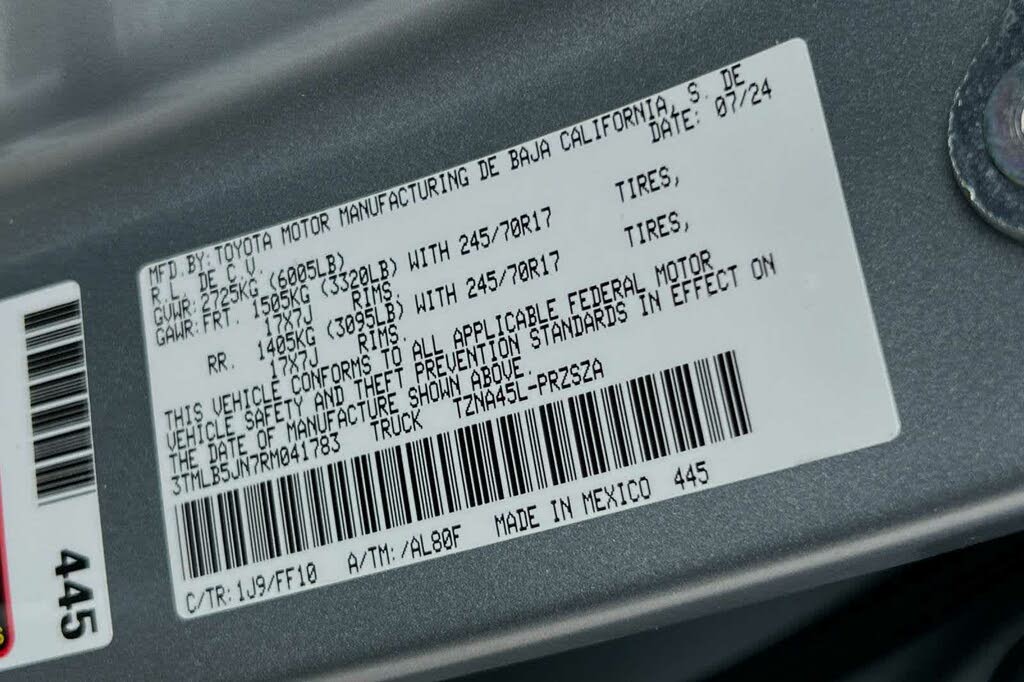 MFD.BY:TOYOTA MOTOR MANUFACTURING DE BAJA CALIFORNIA, S. DE
R.L. DE C.V. DATE: 07/24
GVWR:2725KG (6005LB)
GAWR:FRT. 1505KG (3320LB) WITH 245/70R17 TIRES,
17X7J RIMS.
RR. 1405KG (3095LB) WITH 245/70R17 TIRES,
17X7J RIMS.
THIS VEHICLE CONFORMS TO ALL APPLICABLE FEDERAL MOTOR
VEHICLE SAFETY AND THEFT PREVENTION STANDARDS IN EFFECT ON
THE DATE OF MANUFACTURE SHOWN ABOVE.
3TMLB5JN7RM041783 TRUCK TZNA45L-PRZSZA
C/TR:1J9/FF10 A/TM:/AL80F MADE IN MEXICO 445
445